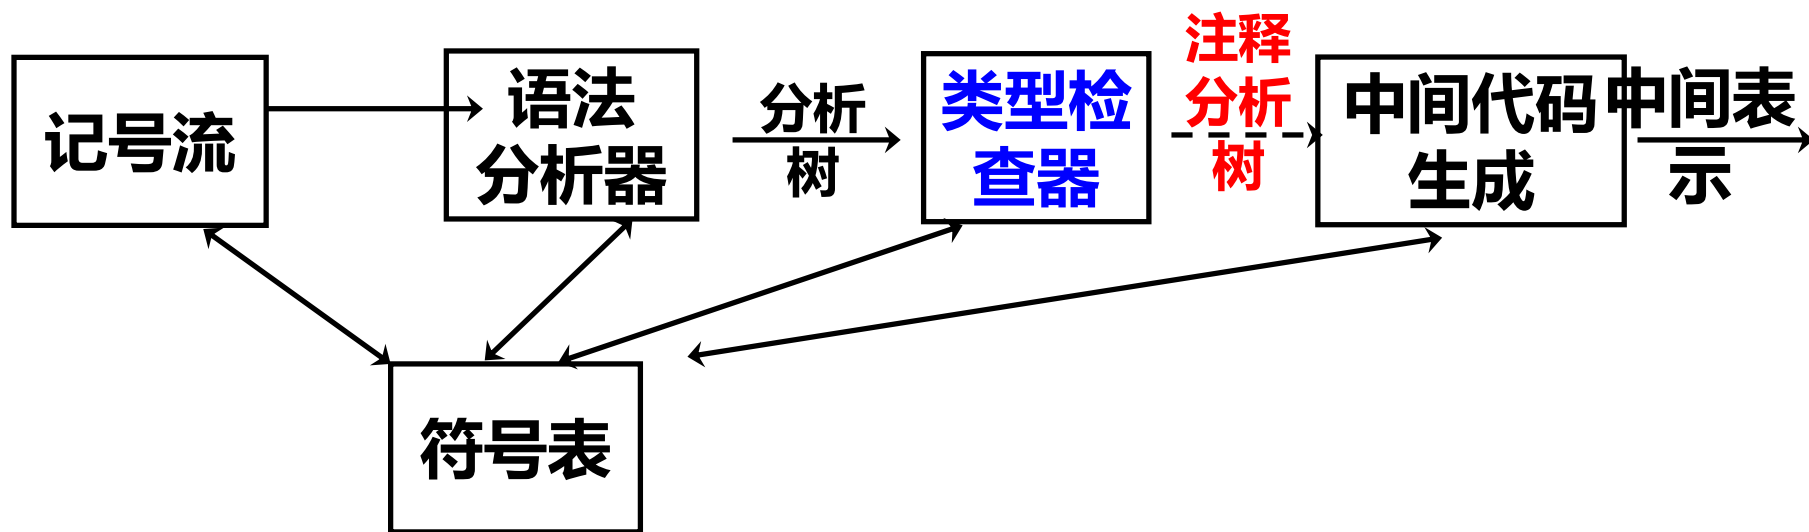 记号流
语法
分析器
分析
树
类型检
查器
注释
分析
树
中间代码
生成
中间表
示
符号表